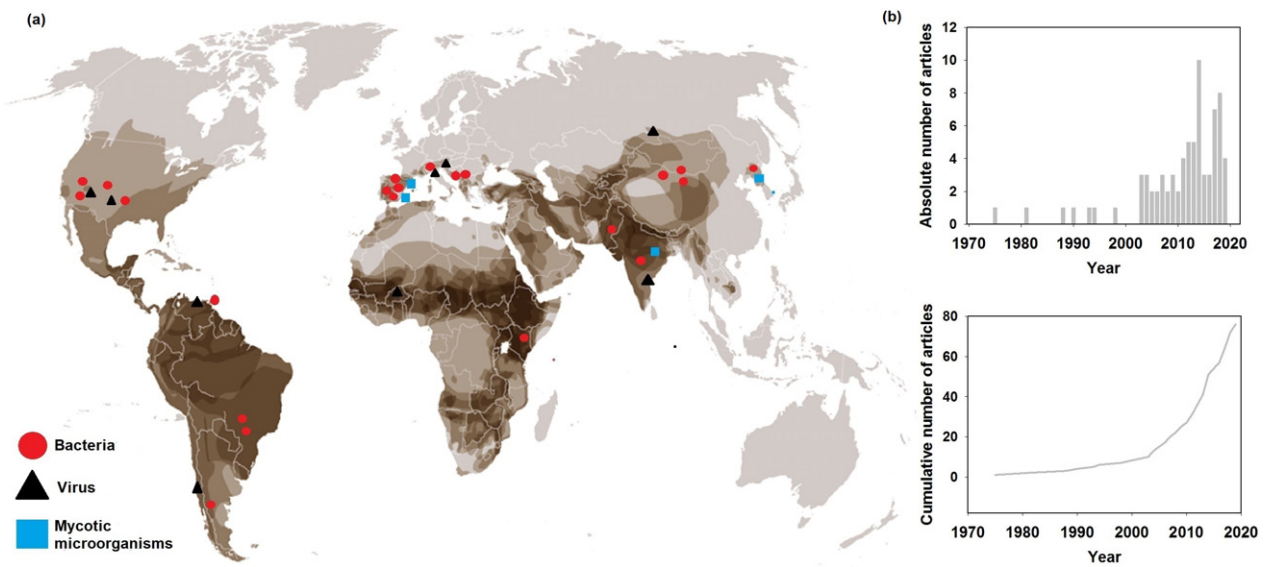 (a)
Bacteria
Virus
Mycotic
microorganisms
(b)
Absolute number of articles
12
10
8
6
4
2
0
1970 1980 1990 2000 2010 2020
Year
Cumulative number of articles
80
60
40
20
0
1970 1980 1990 2000 2010 2020
Year